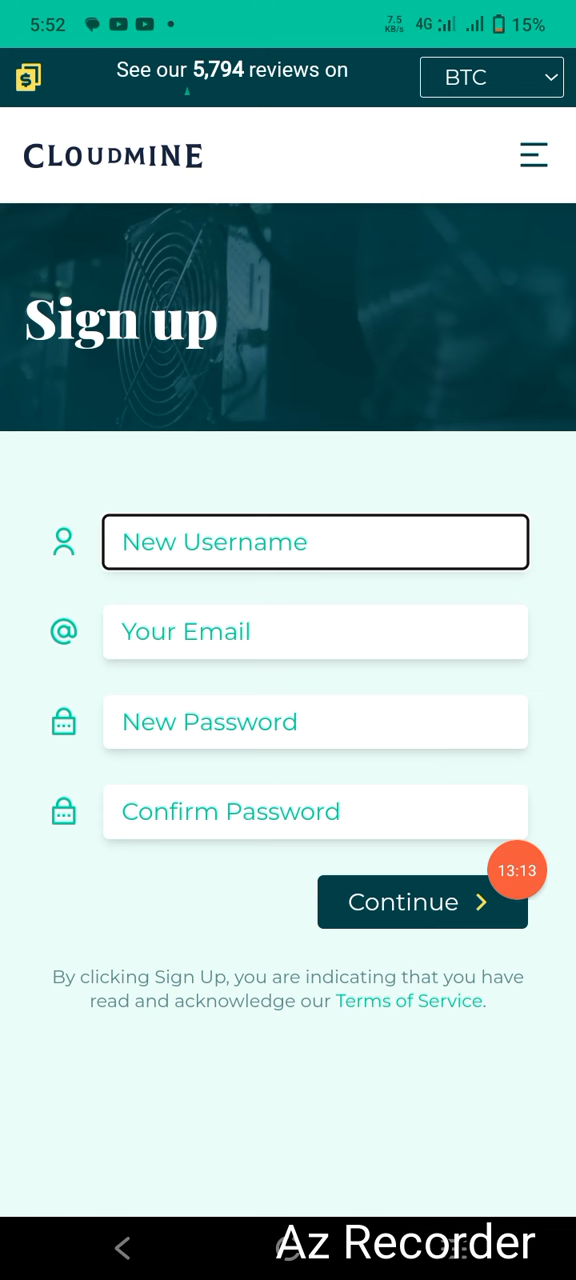 5:52
7.5
KB/s
4G
15%
See our 5,794 reviews on
BTC
CLOUDMINE
Sign up
New Username
Your Email
New Password
Confirm Password
13:13
Continue
By clicking Sign Up, you are indicating that you have
read and acknowledge our Terms of Service.
Az Recorder